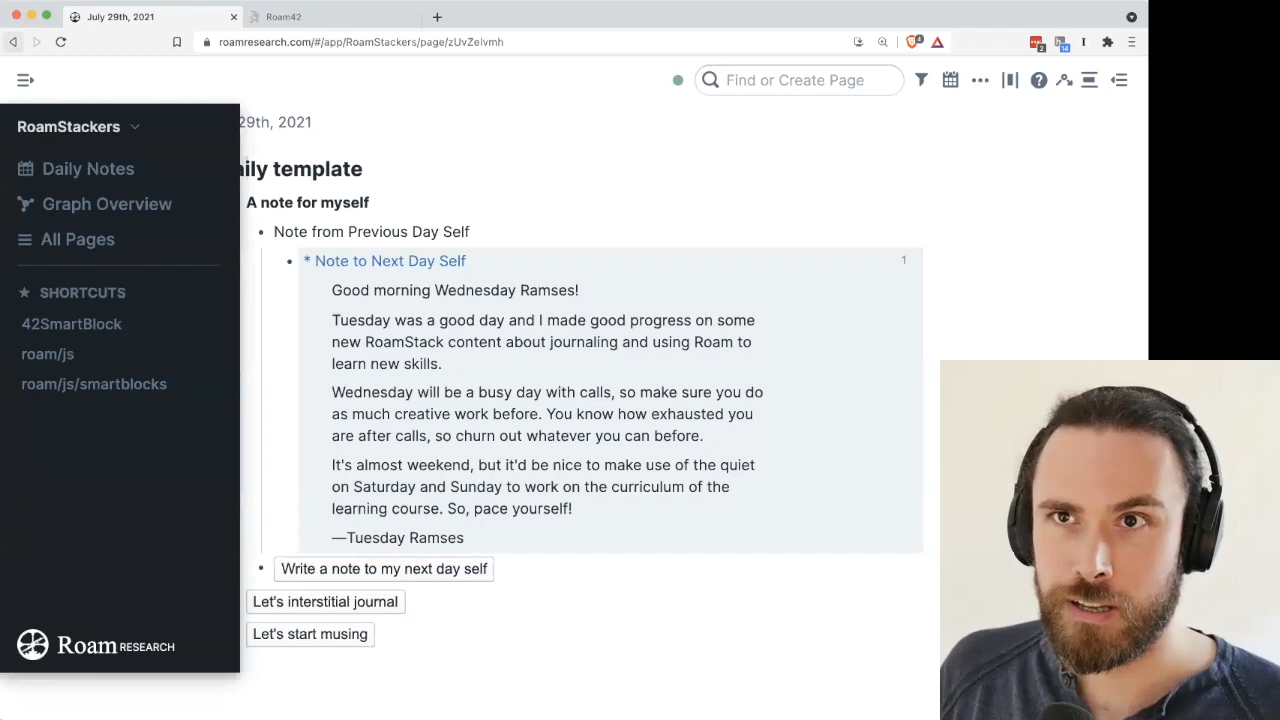 July 29th, 2021
Roam42
roamresearch.com/#/app/RoamStackers/page/zUvZelvmh
2
14
Find or Create Page
RoamStackers
Daily Notes
Graph Overview
All Pages
SHORTCUTS
42SmartBlock
roam/js
roam/js/smartblocks
Roam RESEARCH
29th, 2021
aily template
A note for myself
Note from Previous Day Self
* Note to Next Day Self
1
Good morning Wednesday Ramses!
Tuesday was a good day and I made good progress on some
new RoamStack content about journaling and using Roam to
learn new skills.
Wednesday will be a busy day with calls, so make sure you do
as much creative work before. You know how exhausted you
are after calls, so churn out whatever you can before.
It's almost weekend, but it'd be nice to make use of the quiet
on Saturday and Sunday to work on the curriculum of the
learning course. So, pace yourself!
—Tuesday Ramses
Write a note to my next day self
Let's interstitial journal
Let's start musing